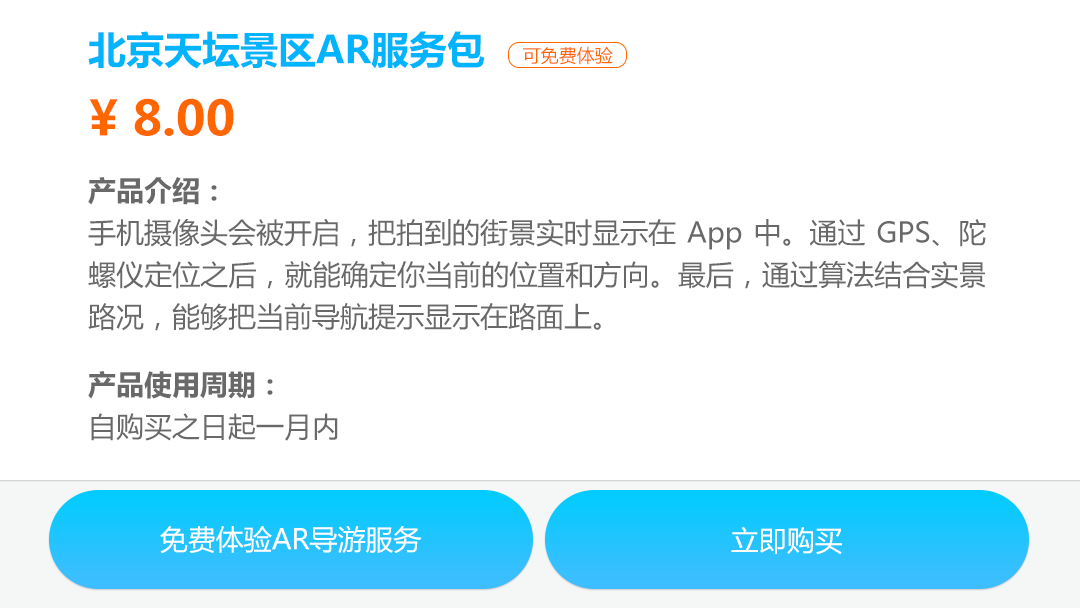 北京天坛景区AR服务包 可免费体验
¥ 8.00
产品介绍：
手机摄像头会被开启，把拍到的街景实时显示在 App 中。通过 GPS、陀
螺仪定位之后，就能确定你当前的位置和方向。最后，通过算法结合实景
路况，能够把当前导航提示显示在路面上。
产品使用周期：
自购买之日起一月内
免费体验AR导游服务 立即购买